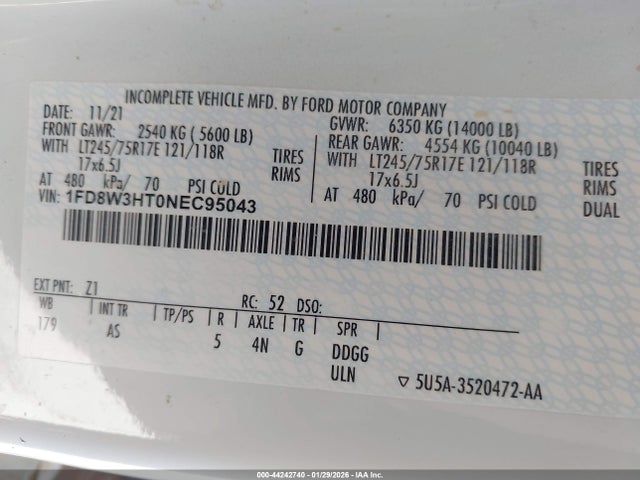 INCOMPLETE VEHICLE MFD. BY FORD MOTOR COMPANY
DATE: 11/21 GVWR: 6350 KG (14000 LB)
FRONT GAWR: 2540 KG ( 5600 LB) REAR GAWR: 4554 KG (10040 LB)
WITH LT245/75R17E 121/118R TIRES WITH LT245/75R17E 121/118R TIRES
17x6.5J RIMS 17x6.5J RIMS
AT 480 kPa/ 70 PSI COLD AT 480 kPa/ 70 PSI COLD DUAL
VIN: 1FD8W3HT0NEC95043
EXT PNT: Z1 RC: 52 DSO:
WB INT TR TP/PS R AXLE TR SPR
179 AS 5 4N G DDGG
ULN ▽ 5U5A-3520472-AA
000-44242740 - 01/29/2026 - IAAI.CA